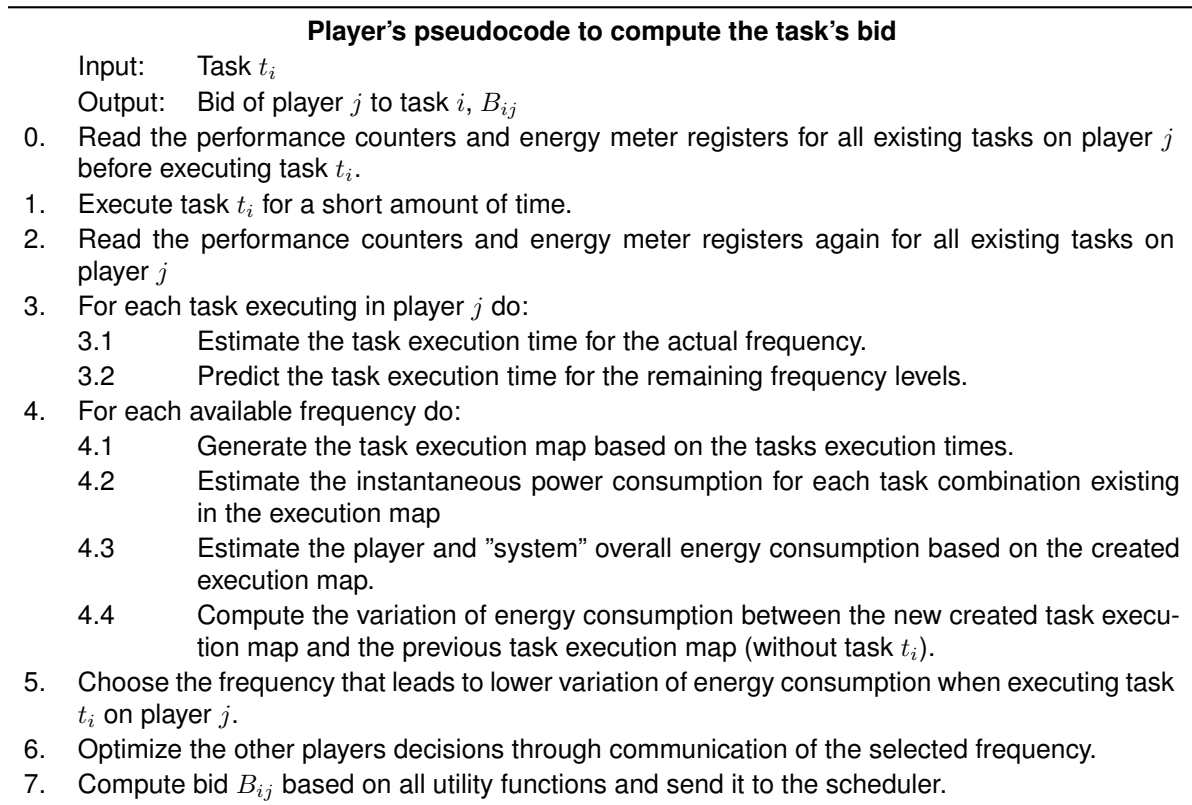 Player's pseudocode to compute the task's bid
Input: Task t_i
Output: Bid of player j to task i, B_{ij}
0. Read the performance counters and energy meter registers for all existing tasks on player j
before executing task t_i.
1. Execute task t_i for a short amount of time.
2. Read the performance counters and energy meter registers again for all existing tasks on
player j
3. For each task executing in player j do:
3.1 Estimate the task execution time for the actual frequency.
3.2 Predict the task execution time for the remaining frequency levels.
4. For each available frequency do:
4.1 Generate the task execution map based on the tasks execution times.
4.2 Estimate the instantaneous power consumption for each task combination existing
in the execution map
4.3 Estimate the player and "system" overall energy consumption based on the created
execution map.
4.4 Compute the variation of energy consumption between the new created task execu-
tion map and the previous task execution map (without task t_i).
5. Choose the frequency that leads to lower variation of energy consumption when executing task
t_i on player j.
6. Optimize the other players decisions through communication of the selected frequency.
7. Compute bid B_{ij} based on all utility functions and send it to the scheduler.